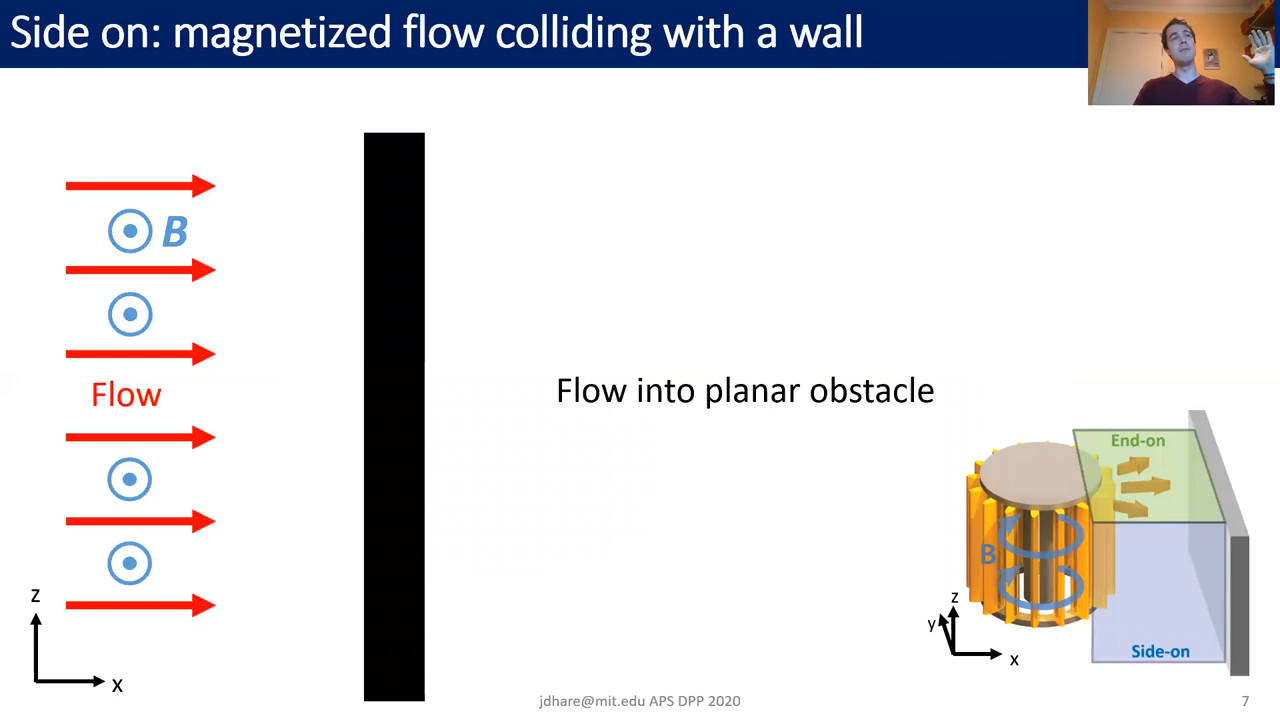 Side on: magnetized flow colliding with a wall
B
Flow
z
x
Flow into planar obstacle
End-on
B
z
y
x
Side-on
jdhare@mit.edu APS DPP 2020
7